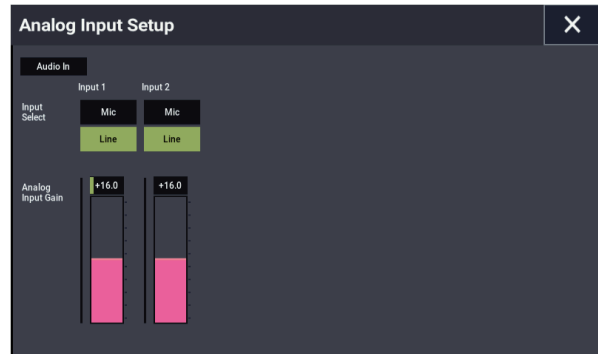 Analog Input Setup
Audio In
Input 1 Input 2
Input
Select
Mic Mic
Line Line
Analog
Input Gain
+16.0 +16.0